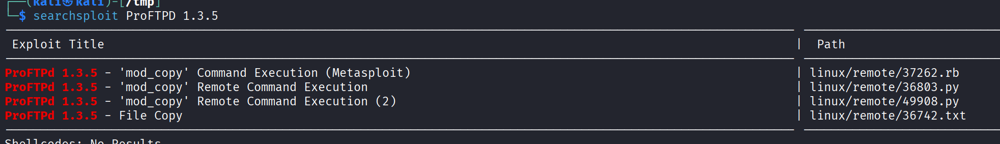 ┌──(kali㉿kali)-[/tmp]
└─$ searchsploit ProFTPD 1.3.5
Exploit Title | Path
ProFTPd 1.3.5 - 'mod_copy' Command Execution (Metasploit) | linux/remote/37262.rb
ProFTPd 1.3.5 - 'mod_copy' Remote Command Execution | linux/remote/36803.py
ProFTPd 1.3.5 - 'mod_copy' Remote Command Execution (2) | linux/remote/49908.py
ProFTPd 1.3.5 - File Copy | linux/remote/36742.txt
Shellcodes: No Results